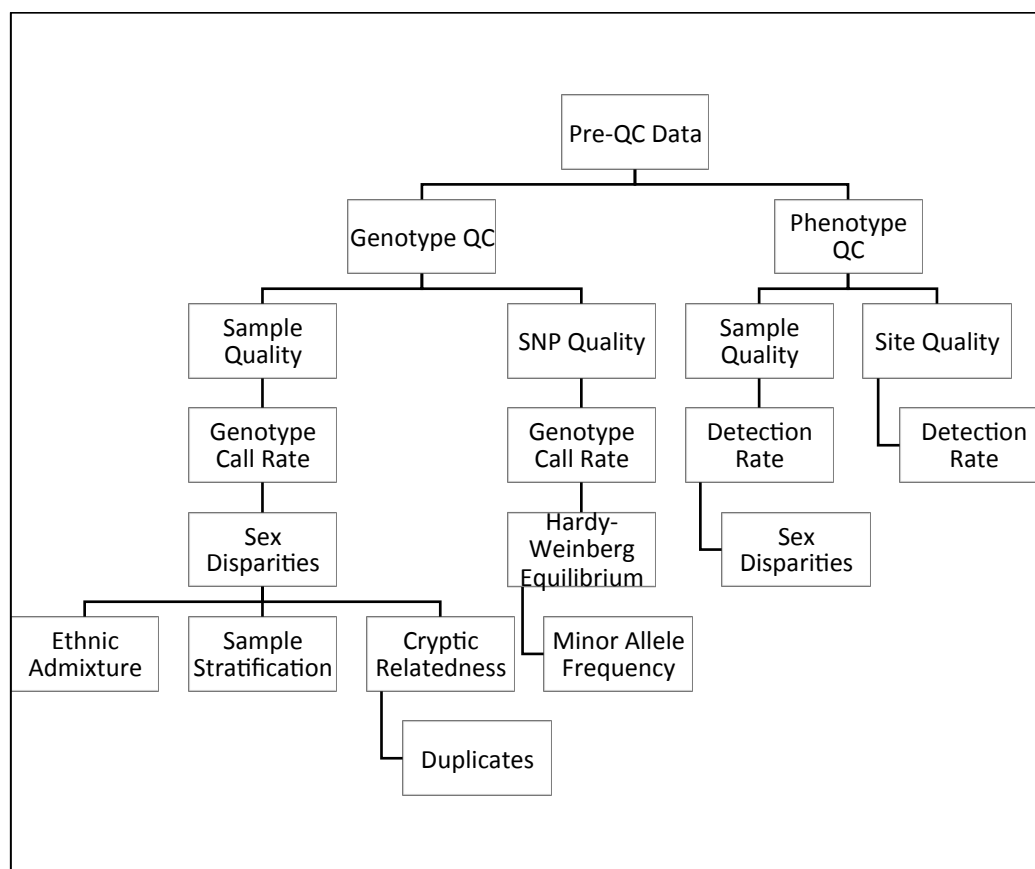 Pre-QC Data
Genotype QC
Phenotype
QC
Sample
Quality
SNP Quality
Sample
Quality
Site Quality
Genotype
Call Rate
Genotype
Call Rate
Detection
Rate
Detection
Rate
Sex
Disparities
Hardy-
Weinberg
Equilibrium
Sex
Disparities
Ethnic
Admixture
Sample
Stratification
Cryptic
Relatedness
Minor Allele
Frequency
Duplicates